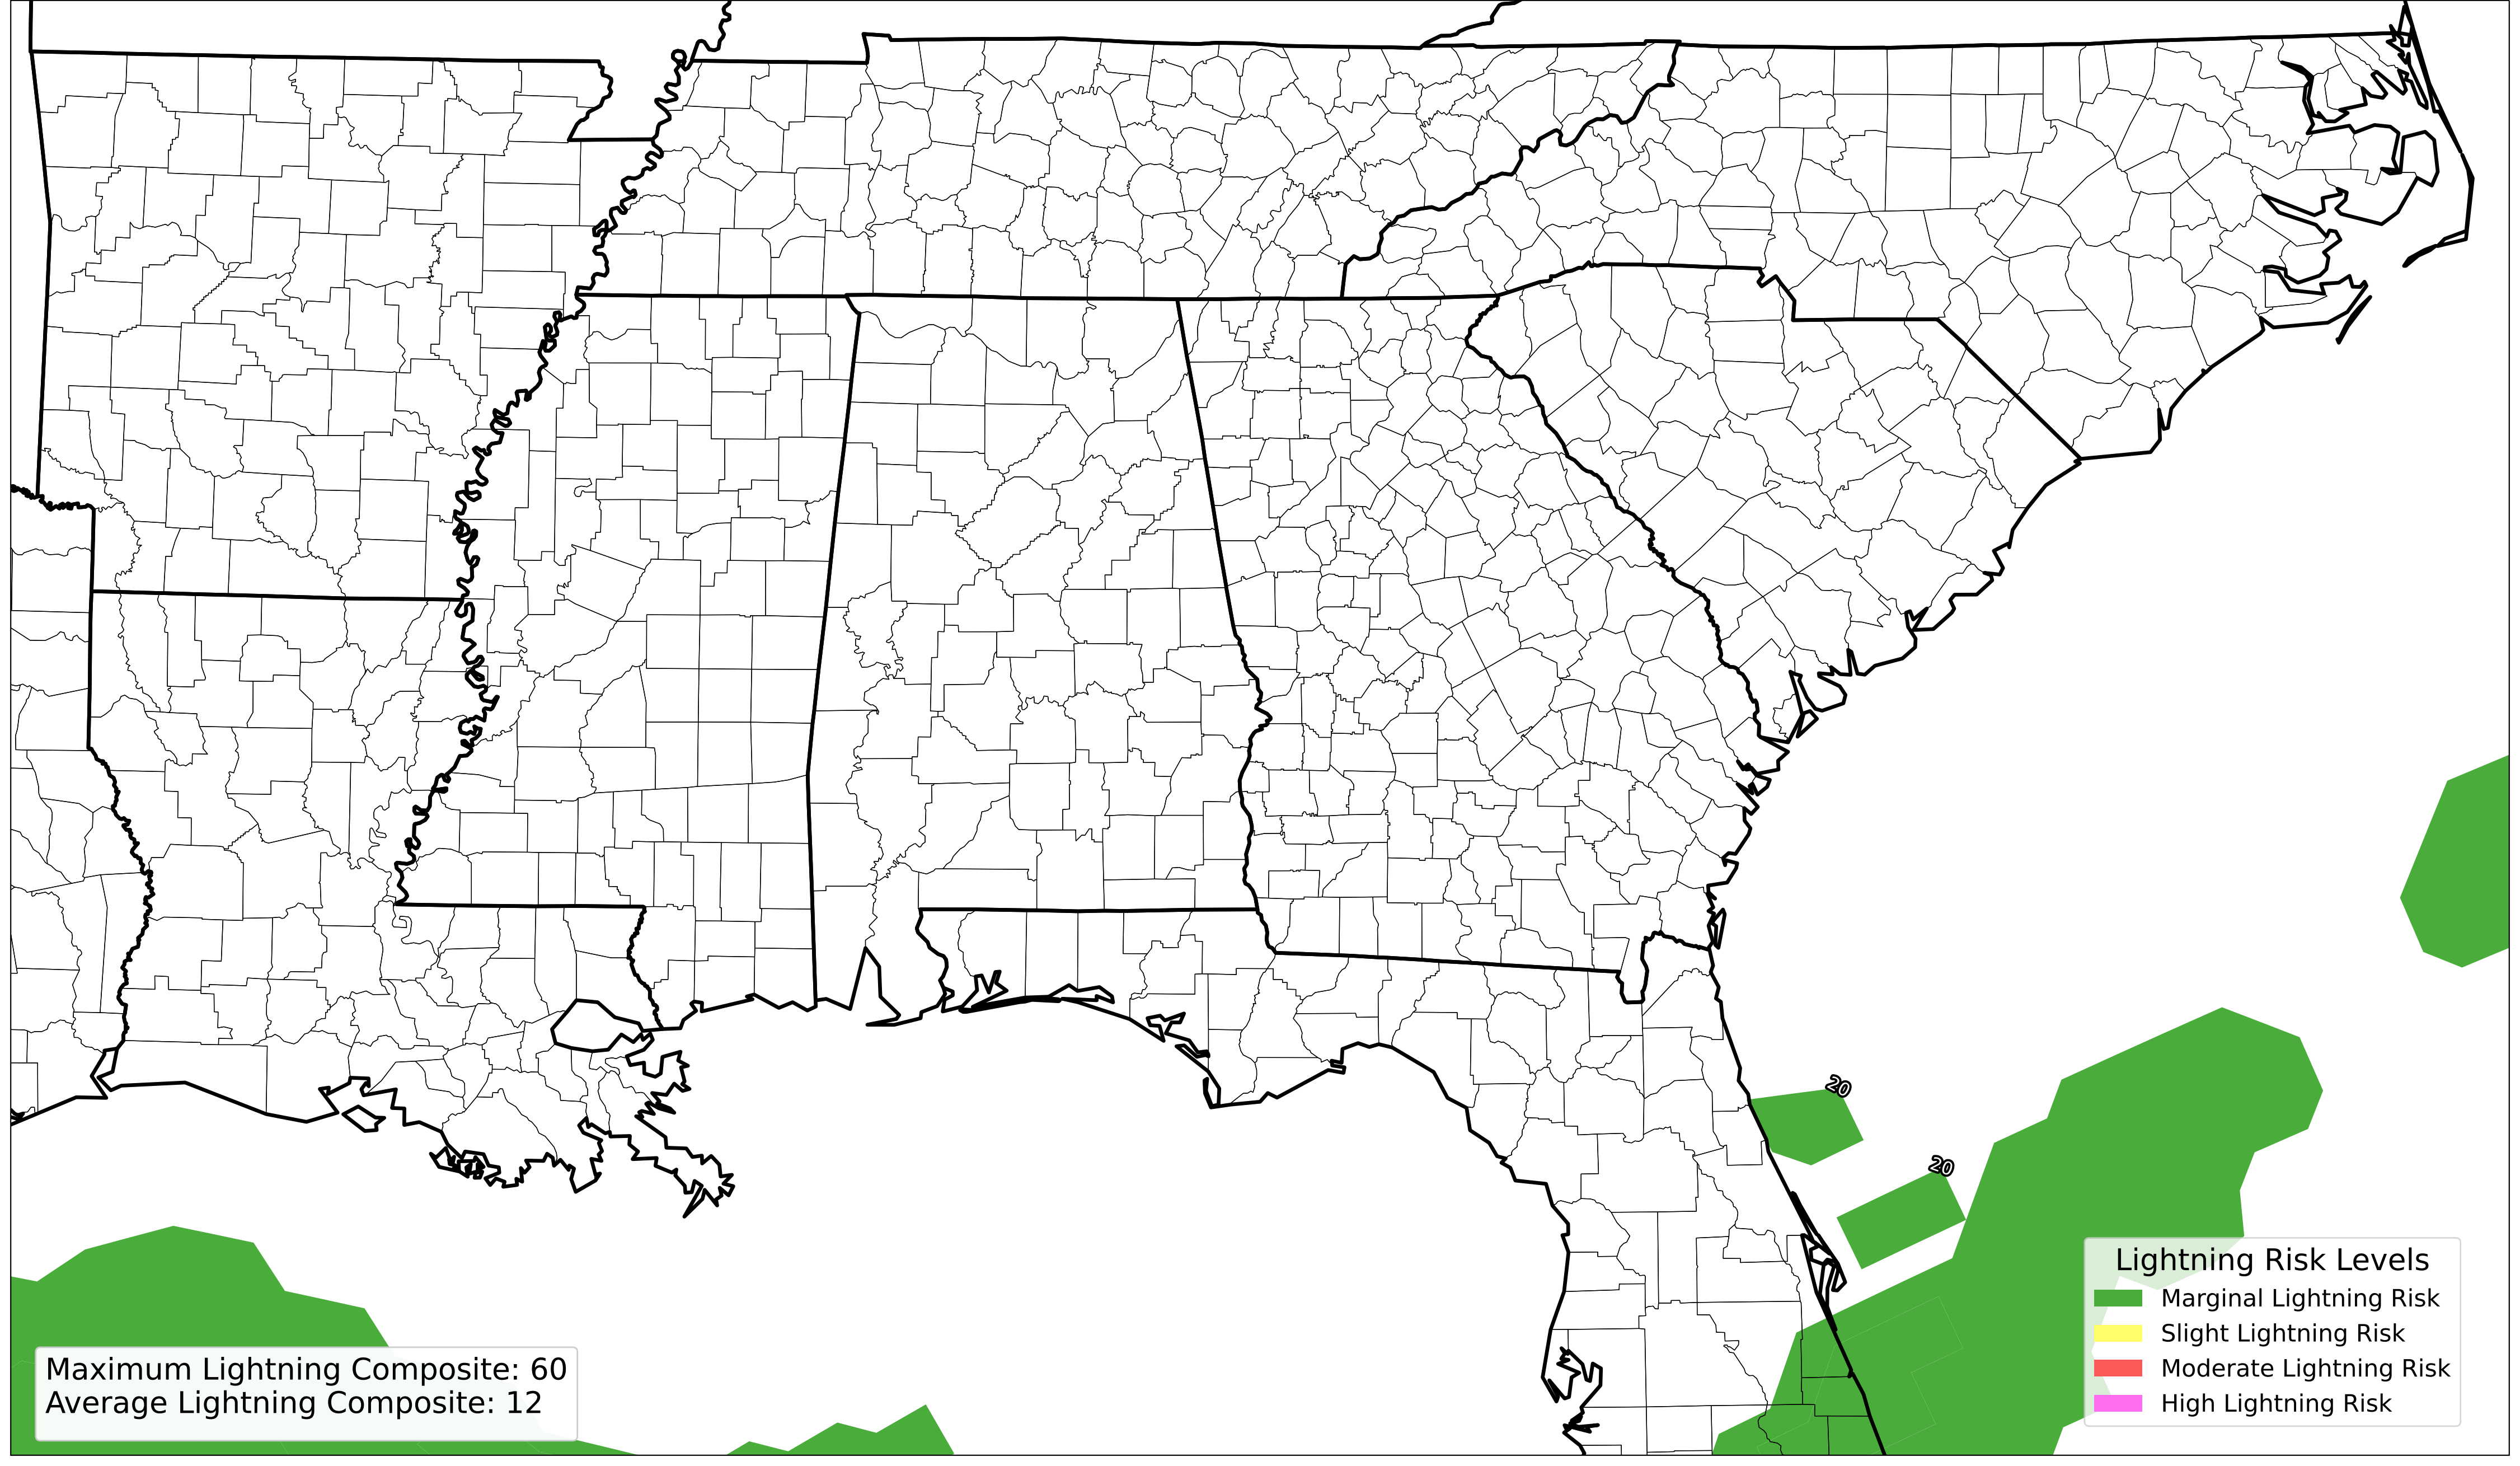 20
20
Lightning Risk Levels
Marginal Lightning Risk
Slight Lightning Risk
Moderate Lightning Risk
High Lightning Risk
Maximum Lightning Composite: 60
Average Lightning Composite: 12